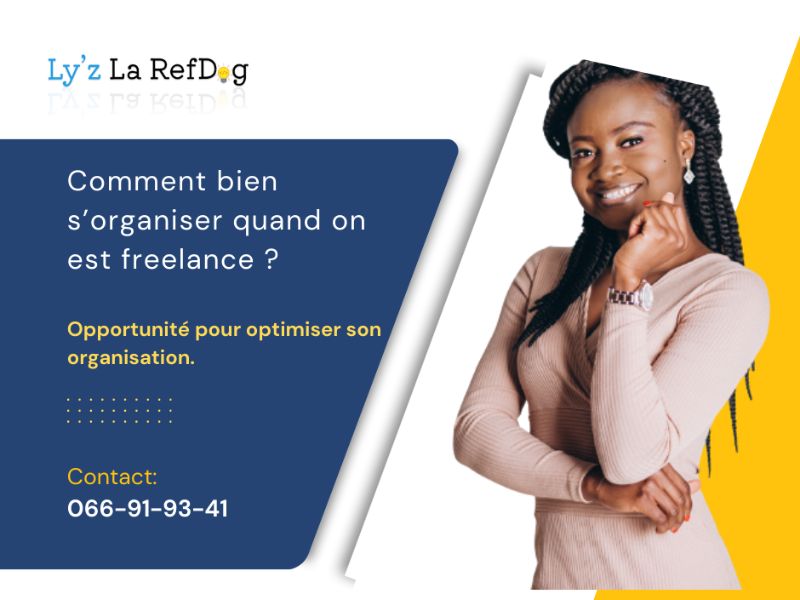 Ly'z La RefDog
Comment bien
s'organiser quand on
est freelance ?
Opportunité pour optimiser son
organisation.
Contact:
066-91-93-41